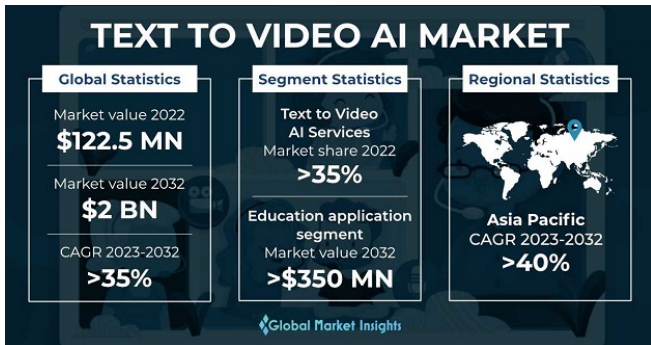 TEXT TO VIDEO AI MARKET
Global Statistics
Market value 2022
$122.5 MN
Market value 2032
$2 BN
CAGR 2023-2032
>35%
Segment Statistics
Text to Video
AI Services
Market share 2022
>35%
Education application
segment
Market value 2032
>$350 MN
Regional Statistics
Asia Pacific
CAGR 2023-2032
>40%
Global Market Insights